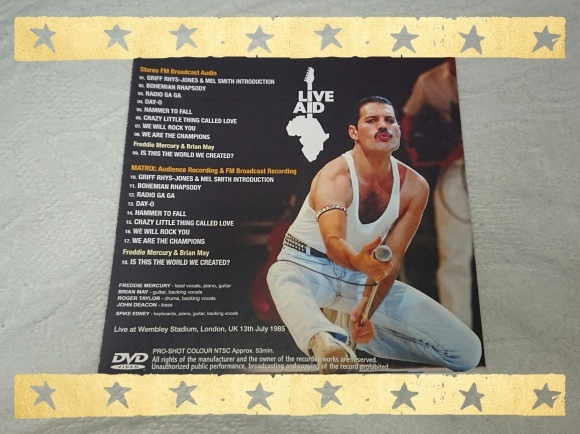 Stereo FM Broadcast Audio
01. GRIFF RHYS-JONES & MEL SMITH INTRODUCTION
02. BOHEMIAN RHAPSODY
03. RADIO GA GA
04. DAY-O
05. HAMMER TO FALL
06. CRAZY LITTLE THING CALLED LOVE
07. WE WILL ROCK YOU
08. WE ARE THE CHAMPIONS
Freddie Mercury & Brian May
09. IS THIS THE WORLD WE CREATED?
LIVE
AID
MATRIX: Audience Recording & FM Broadcast Recording
10. GRIFF RHYS-JONES & MEL SMITH INTRODUCTION
11. BOHEMIAN RHAPSODY
12. RADIO GA GA
13. DAY-O
14. HAMMER TO FALL
15. CRAZY LITTLE THING CALLED LOVE
16. WE WILL ROCK YOU
17. WE ARE THE CHAMPIONS
Freddie Mercury & Brian May
18. IS THIS THE WORLD WE CREATED?
FREDDIE MERCURY - lead vocals, piano, guitar
BRIAN MAY - guitar, backing vocals
ROGER TAYLOR - drums, backing vocals
JOHN DEACON - bass
SPIKE EDNEY - keyboards, piano, guitar, backing vocals
Live at Wembley Stadium, London, UK 13th July 1985
DVD
VIDEO
PRO-SHOT COLOUR NTSC Approx. 53min.
All rights of the manufacturer and the owner of the recorded works are reserved.
Unauthorized public performance, broadcasting and copying of the record prohibited.